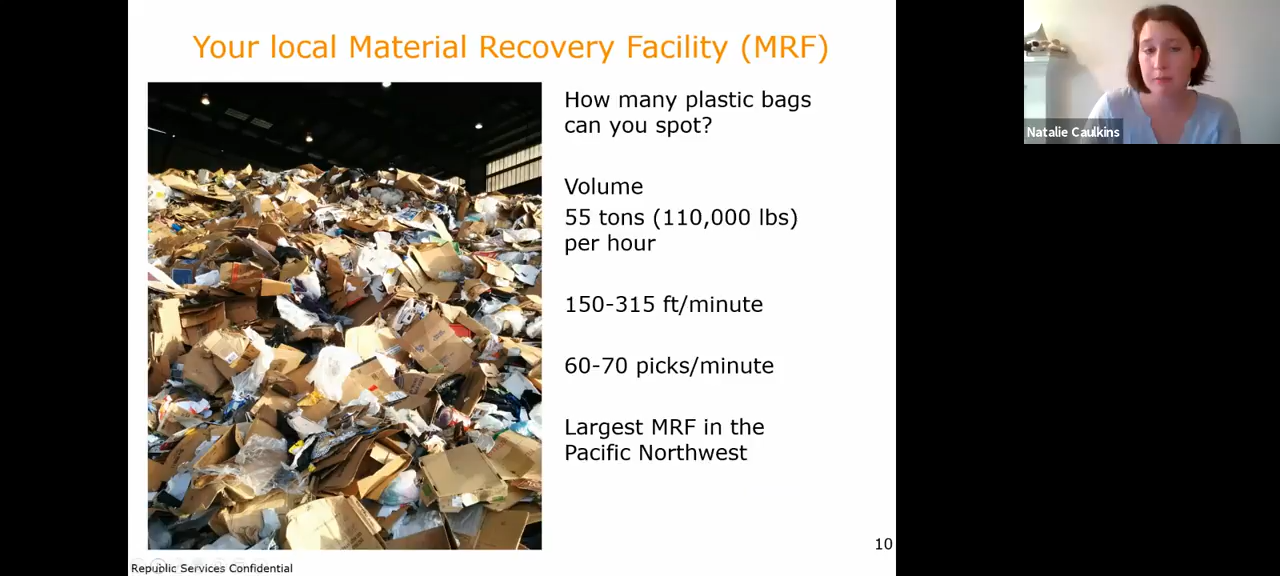 Your local Material Recovery Facility (MRF)
How many plastic bags
can you spot?
Volume
55 tons (110,000 lbs)
per hour
150-315 ft/minute
60-70 picks/minute
Largest MRF in the
Pacific Northwest
10
Republic Services Confidential
Natalie Caulkins